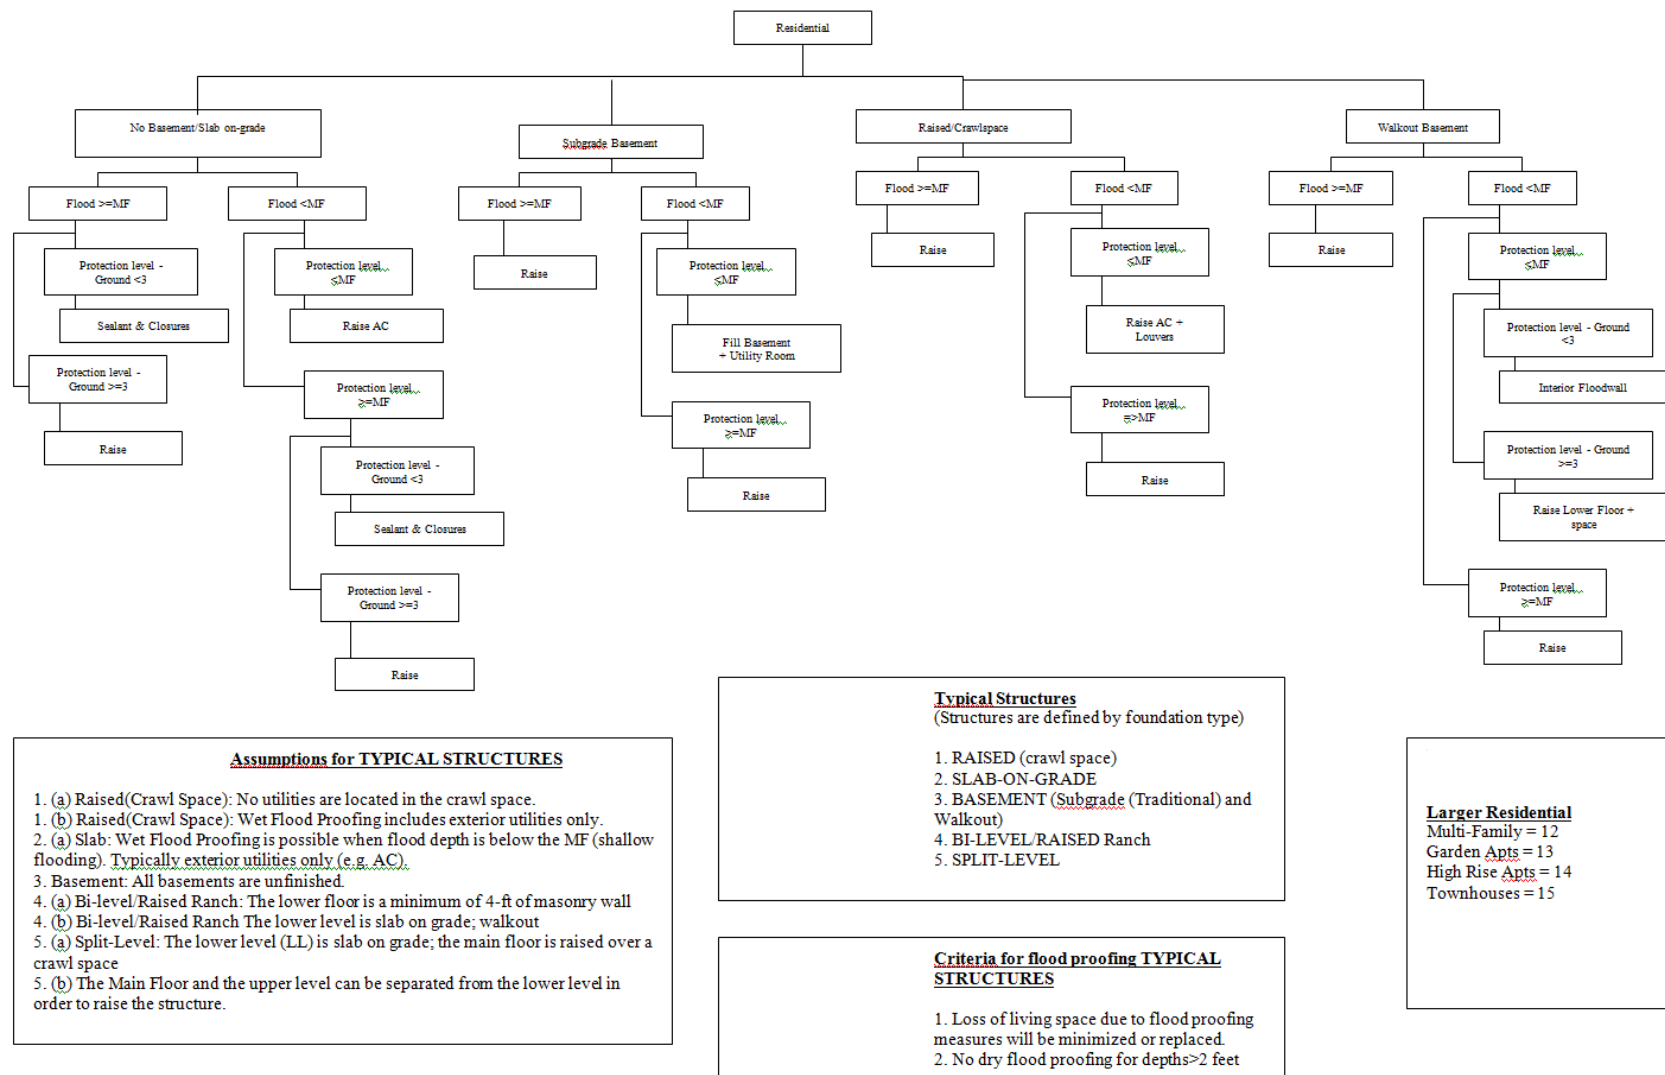 Residential
No Basement/Slab on-grade
Subgrade Basement
Raised/Crawlspace
Walkout Basement
Flood >=MF
Flood <MF
Flood >=MF
Flood <MF
Flood >=MF
Flood <MF
Flood >=MF
Flood <MF
Protection level -
Ground <3
Sealant & Closures
Protection level -
Ground >=3
Raise
Protection level
≤MF
Raise AC
Protection level
>=MF
Protection level -
Ground <3
Sealant & Closures
Protection level -
Ground >=3
Raise
Raise
Protection level
≤MF
Fill Basement
+ Utility Room
Protection level
>=MF
Raise
Raise
Protection level
≤MF
Raise AC +
Louvers
Protection level
=>MF
Raise
Raise
Protection level
≤MF
Protection level - Ground
<3
Interior Floodwall
Protection level - Ground
>=3
Raise Lower Floor +
space
Protection level
>=MF
Raise
Assumptions for TYPICAL STRUCTURES
1. (a) Raised(Crawl Space): No utilities are located in the crawl space.
1. (b) Raised(Crawl Space): Wet Flood Proofing includes exterior utilities only.
2. (a) Slab: Wet Flood Proofing is possible when flood depth is below the MF (shallow
flooding). Typically exterior utilities only (e.g. AC).
3. Basement: All basements are unfinished.
4. (a) Bi-level/Raised Ranch: The lower floor is a minimum of 4-ft of masonry wall
4. (b) Bi-level/Raised Ranch The lower level is slab on grade; walkout
5. (a) Split-Level: The lower level (LL) is slab on grade; the main floor is raised over a
crawl space
5. (b) The Main Floor and the upper level can be separated from the lower level in
order to raise the structure.
Typical Structures
(Structures are defined by foundation type)
1. RAISED (crawl space)
2. SLAB-ON-GRADE
3. BASEMENT (Subgrade (Traditional) and
Walkout)
4. BI-LEVEL/RAISED Ranch
5. SPLIT-LEVEL
Criteria for flood proofing TYPICAL
STRUCTURES
1. Loss of living space due to flood proofing
measures will be minimized or replaced.
2. No dry flood proofing for depths>2 feet
Larger Residential
Multi-Family = 12
Garden Apts = 13
High Rise Apts = 14
Townhouses = 15